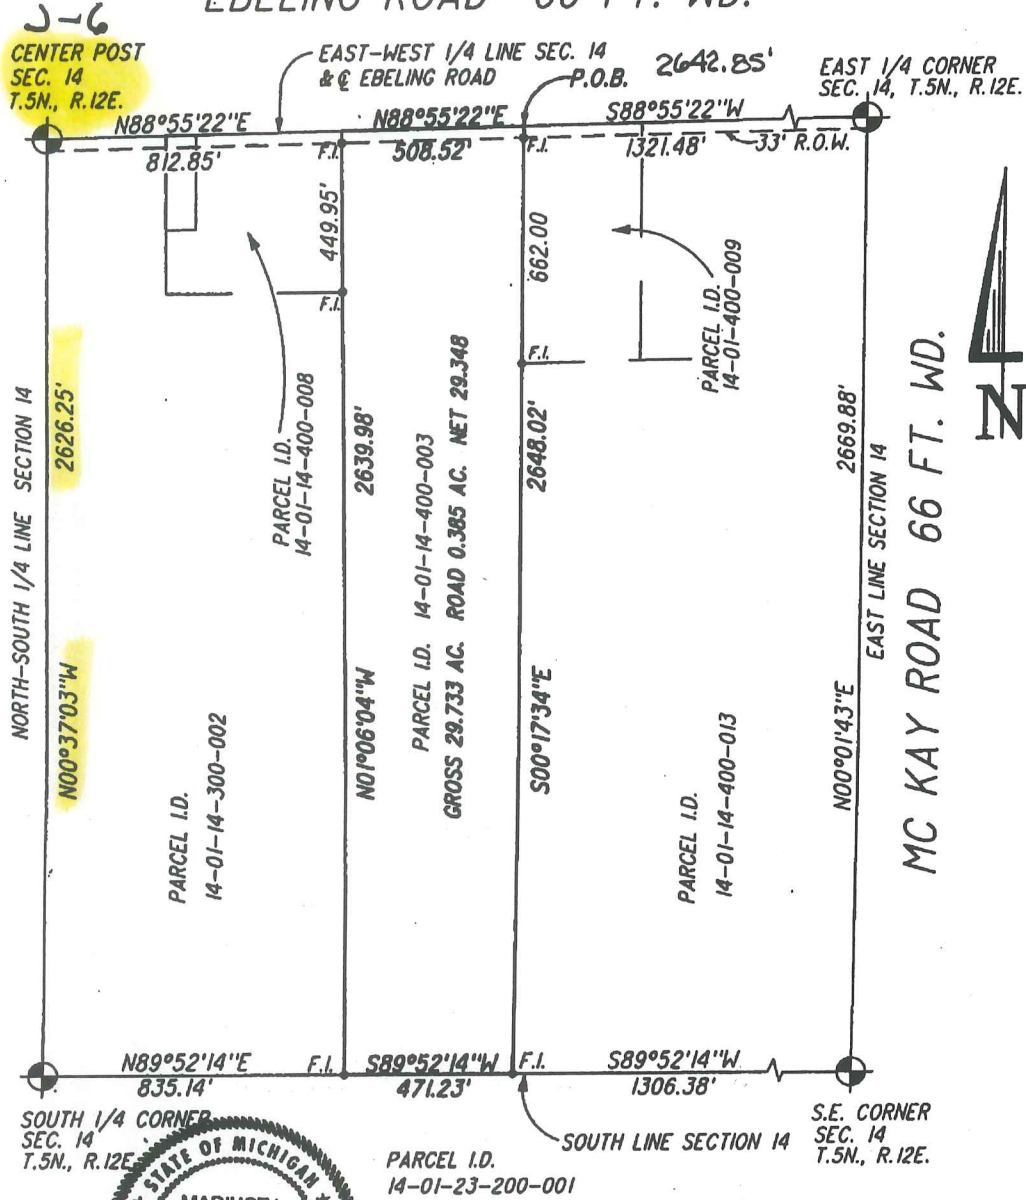 EBELING ROAD 66 FT. WD.
J-6
CENTER POST
SEC. 14
T.5N., R.12E.
EAST-WEST 1/4 LINE SEC. 14
& ℄ EBELING ROAD
P.O.B.
2642.85'
EAST 1/4 CORNER
SEC. 14, T.5N., R.12E.
N88°55'22"E
812.85'
N88°55'22"E
508.52'
S88°55'22"W
1321.48'
33' R.O.W.
F.I.
F.I.
449.95'
662.00
F.I.
F.I.
PARCEL I.D.
14-01-14-400-008
PARCEL I.D.
14-01-400-009
NORTH-SOUTH 1/4 LINE SECTION 14
N00°37'03"W
2626.25'
PARCEL I.D.
14-01-14-300-002
N01°06'04"W
2639.98'
PARCEL I.D. 14-01-14-400-003
GROSS 29.733 AC. ROAD 0.385 AC. NET 29.348
S00°17'34"E
2648.02'
PARCEL I.D.
14-01-14-400-013
N00°01'43"E
2669.88'
EAST LINE SECTION 14
MC KAY ROAD 66 FT. WD.
N
N89°52'14"E
835.14'
F.I.
S89°52'14"W
471.23'
F.I.
S89°52'14"W
1306.38'
SOUTH 1/4 CORNER
SEC. 14
T.5N., R.12E
SOUTH LINE SECTION 14
S.E. CORNER
SEC. 14
T.5N., R.12E.
STATE OF MICHIGAN
PARCEL I.D.
14-01-23-200-001